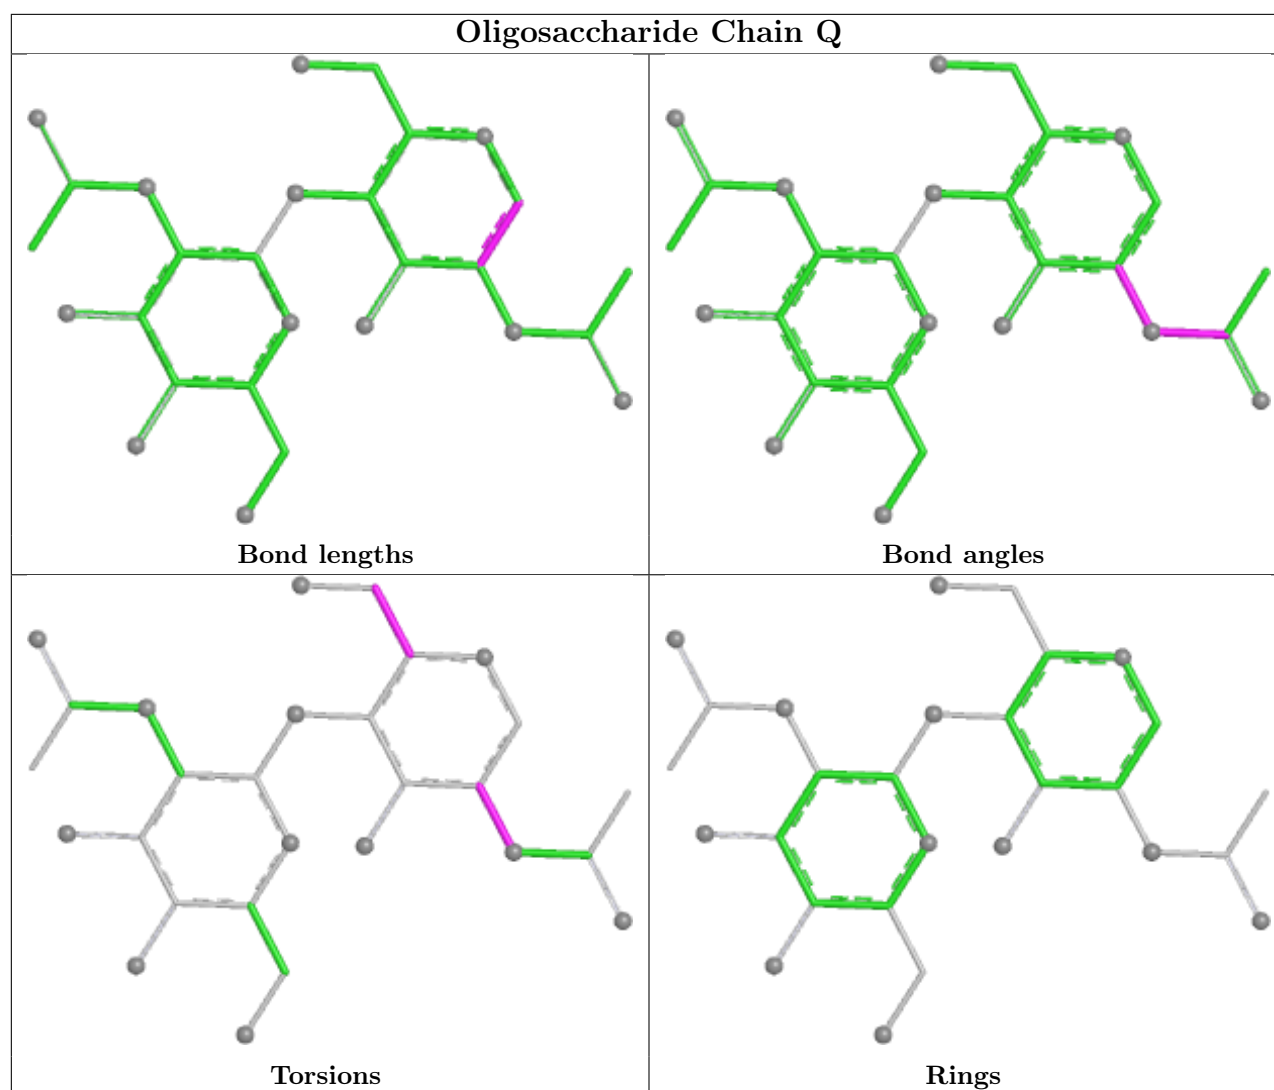 Oligosaccharide Chain Q
Bond lengths
Bond angles
Torsions
Rings